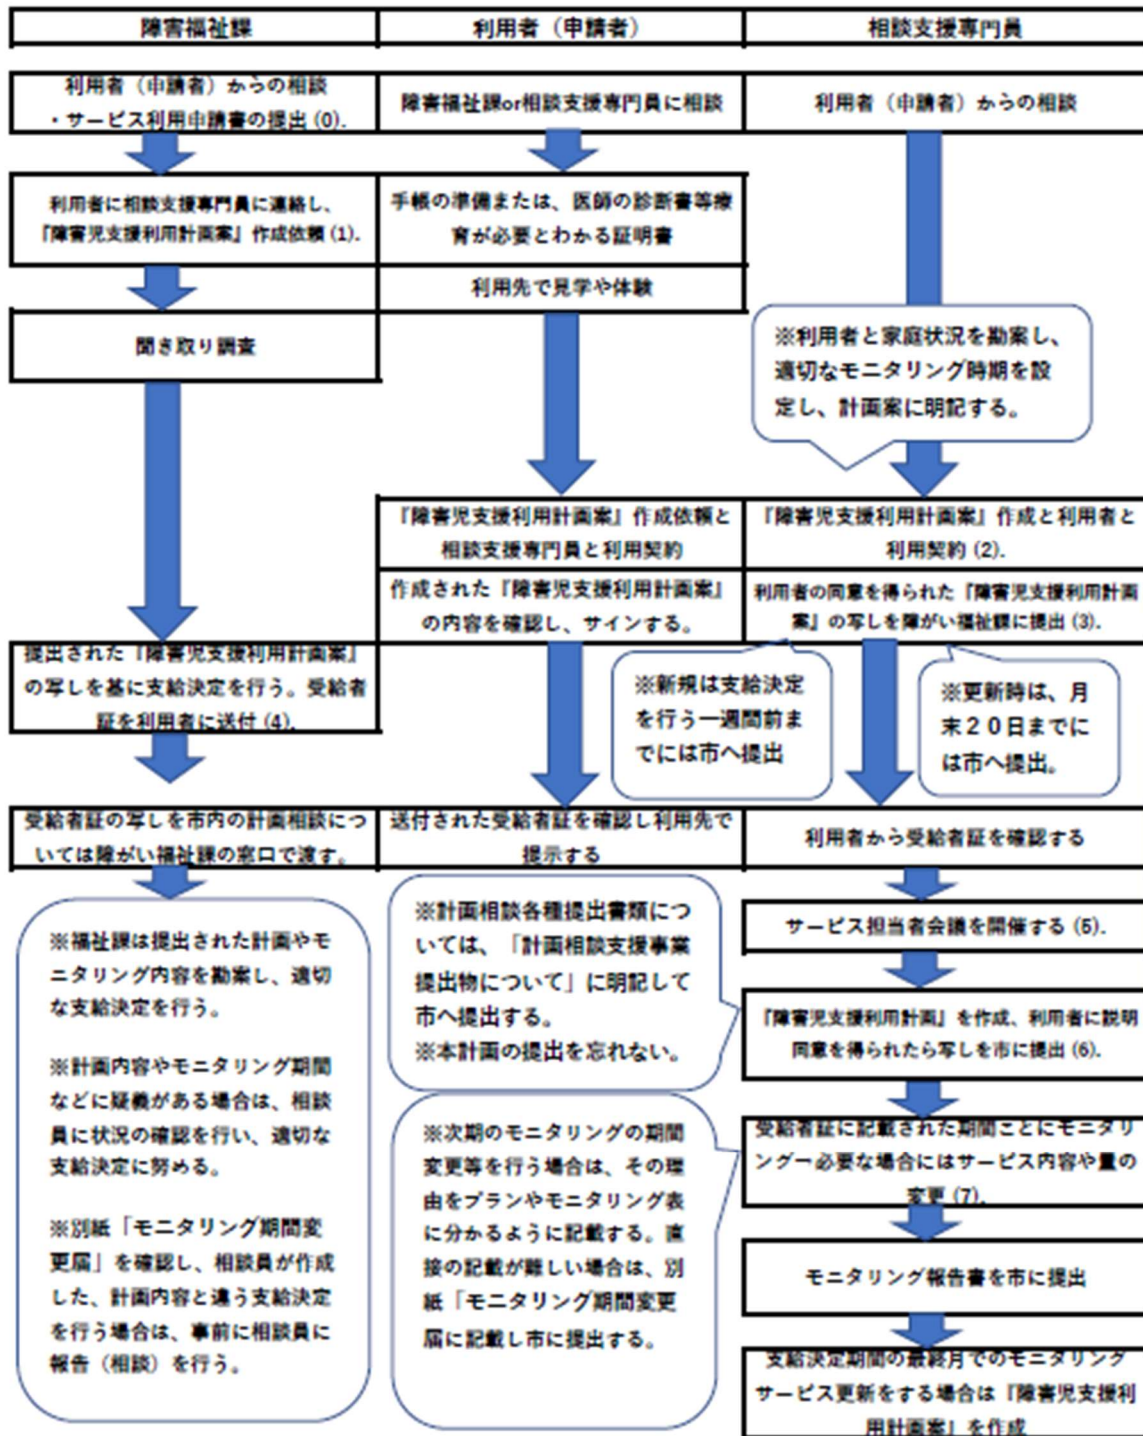 障害福祉課
利用者（申請者）
相談支援専門員
利用者（申請者）からの相談
・サービス利用申請書の提出(0).
障害福祉課or相談支援専門員に相談
利用者（申請者）からの相談
利用者に相談支援専門員に連絡し、
『障害児支援利用計画案』作成依頼(1).
手帳の準備または、医師の診断書等療
育が必要とわかる証明書
利用先で見学や体験
聞き取り調査
※利用者と家庭状況を勘案し、
適切なモニタリング時期を設
定し、計画案に明記する。
『障害児支援利用計画案』作成依頼と
相談支援専門員と利用契約
『障害児支援利用計画案』作成と利用者と
利用契約(2).
作成された『障害児支援利用計画案』
の内容を確認し、サインする。
利用者の同意を得られた『障害児支援利用計画
案』の写しを障がい福祉課に提出(3).
提出された『障害児支援利用計画案』
の写しを基に支給決定を行う。受給者
証を利用者に送付(4).
※新規は支給決定
を行う一週間前ま
でには市へ提出
※更新時は、月
末２０日までに
は市へ提出。
受給者証の写しを市内の計画相談につ
いては障がい福祉課の窓口で渡す。
送付された受給者証を確認し利用先で
提示する
利用者から受給者証を確認する
※福祉課は提出された計画やモ
ニタリング内容を勘案し、適切
な支給決定を行う。
※計画内容やモニタリング期間
などに疑義がある場合は、相談
員に状況の確認を行い、適切な
支給決定に努める。
※別紙「モニタリング期間変
更届」を確認し、相談員が作成
した、計画内容と違う支給決定
を行う場合は、事前に相談員に
報告（相談）を行う。
※計画相談各種提出書類につ
いては、「計画相談支援事業
提出物について」に明記して
市へ提出する。
※本計画の提出を忘れない。
※次期のモニタリングの期間
変更等を行う場合は、その理
由をプランやモニタリング表
に分かるように記載する。直
接の記載が難しい場合は、別
紙「モニタリング期間変更
届に記載し市に提出する。
サービス担当者会議を開催する(5).
『障害児支援利用計画』を作成、利用者に説明
同意を得られたら写しを市に提出(6).
受給者証に記載された期間ごとにモニタリ
ング→必要な場合にはサービス内容や量の
変更(7).
モニタリング報告書を市に提出
支給決定期間の最終月でのモニタリング
サービス更新をする場合は『障害児支援利
用計画案』を作成